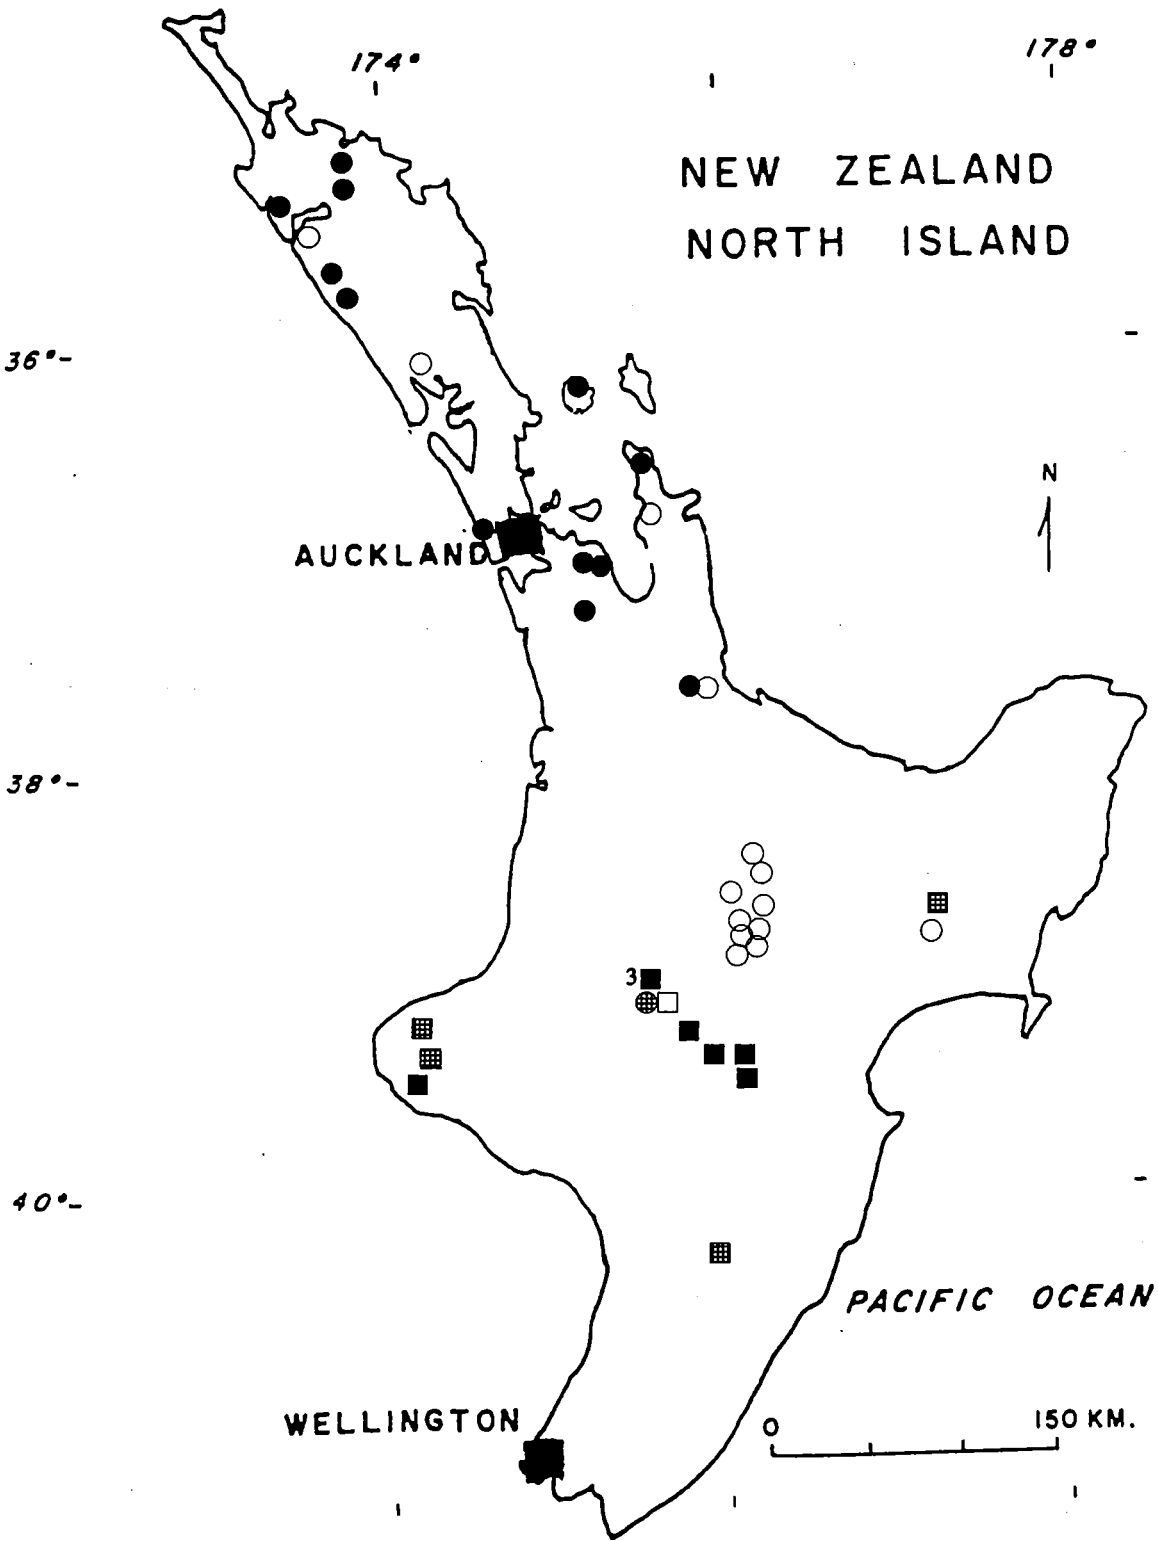 174°
178°
NEW ZEALAND
NORTH ISLAND
36°
N
AUCKLAND
38°
3
40°
PACIFIC OCEAN
WELLINGTON
0
150 KM.